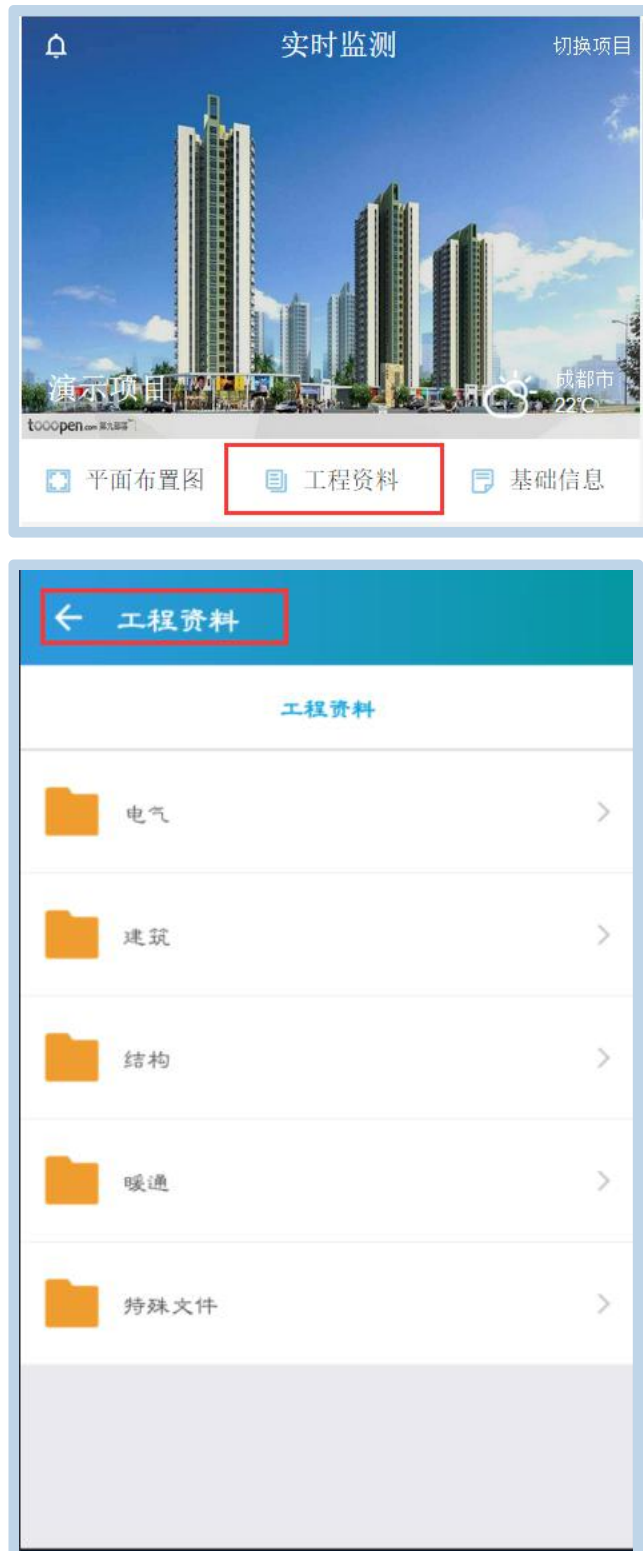 实时监测
切换项目
演示项目
成都市
22℃
tooopen.com
平面布置图
工程资料
基础信息
工程资料
工程资料
电气
建筑
结构
暖通
特殊文件